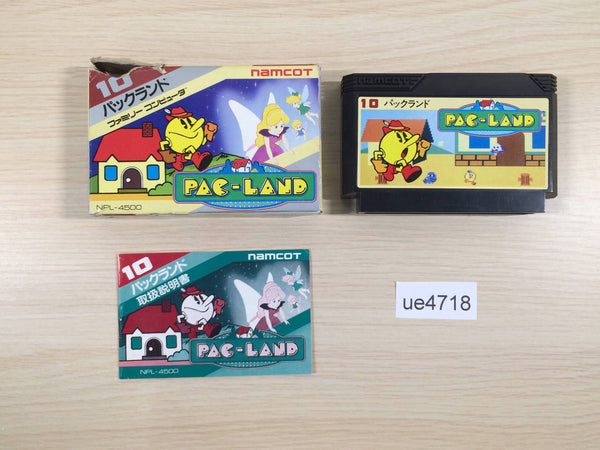 10
パックランド
ファミリー コンピュータ
namcot
PAC-LAND
NPL-4500
namcot
10 パックランド
PAC-LAND
10
パックランド
取扱説明書
namcot
PAC-LAND
NPL-4500
ue4718